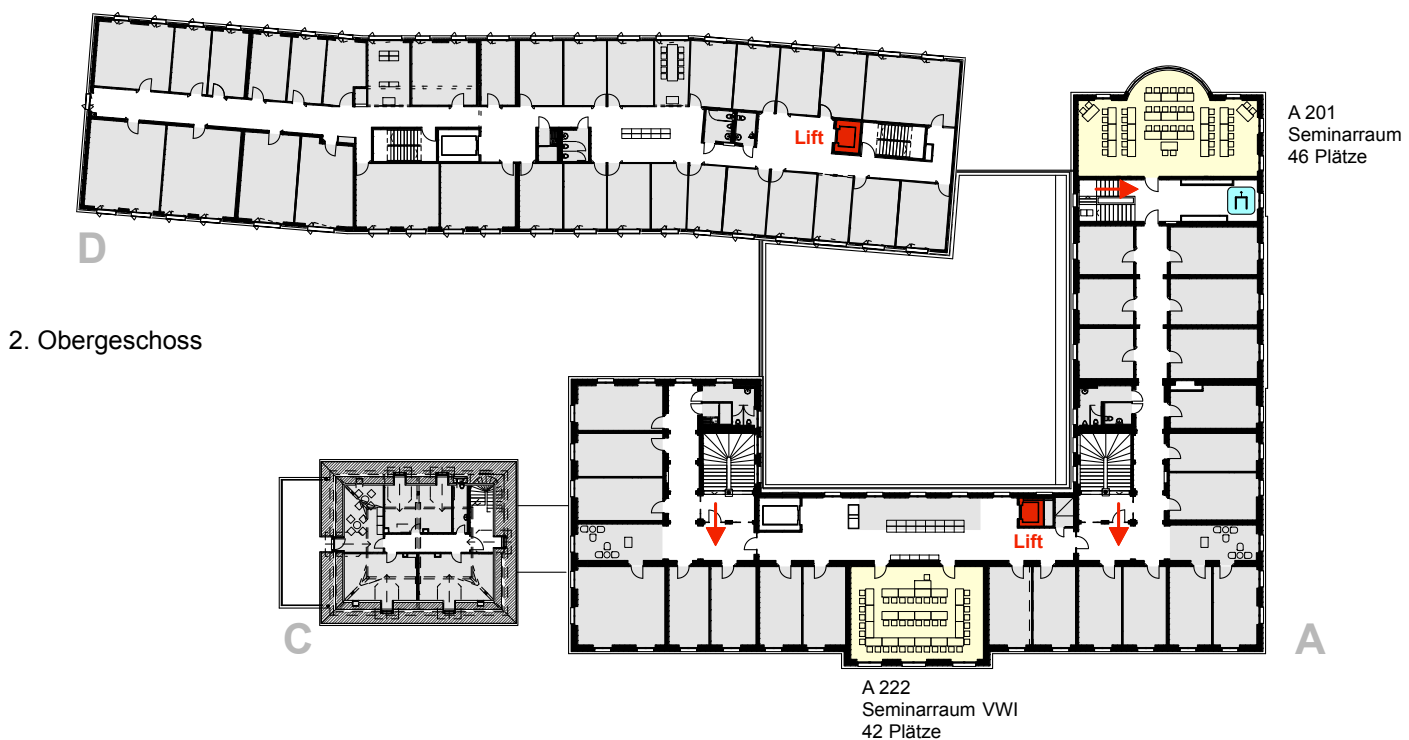 Lift
A 201
Seminarraum
46 Plätze
D
2. Obergeschoss
Lift
C
A
A 222
Seminarraum VWI
42 Plätze